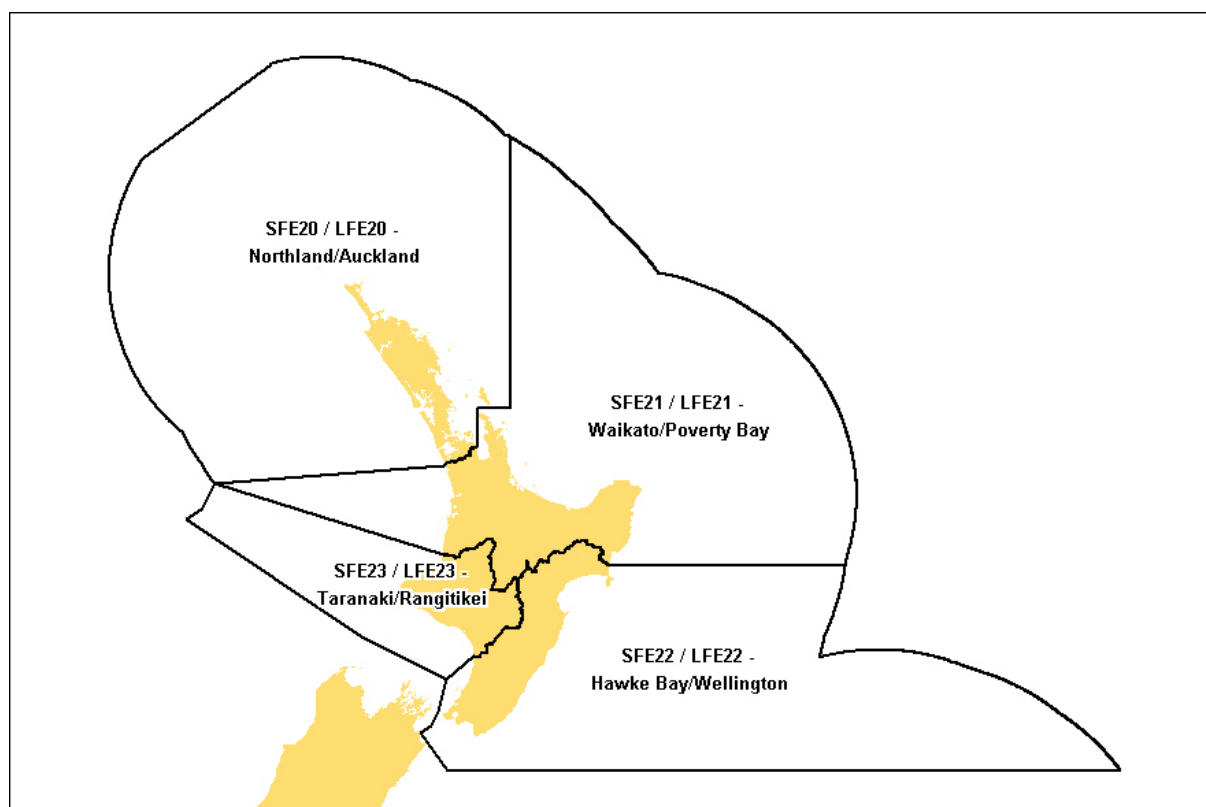 SFE20 / LFE20 -
Northland/Auckland
SFE21 / LFE21 -
Waikato/Poverty Bay
SFE23 / LFE23 -
Taranaki/Rangitikei
SFE22 / LFE22 -
Hawke Bay/Wellington